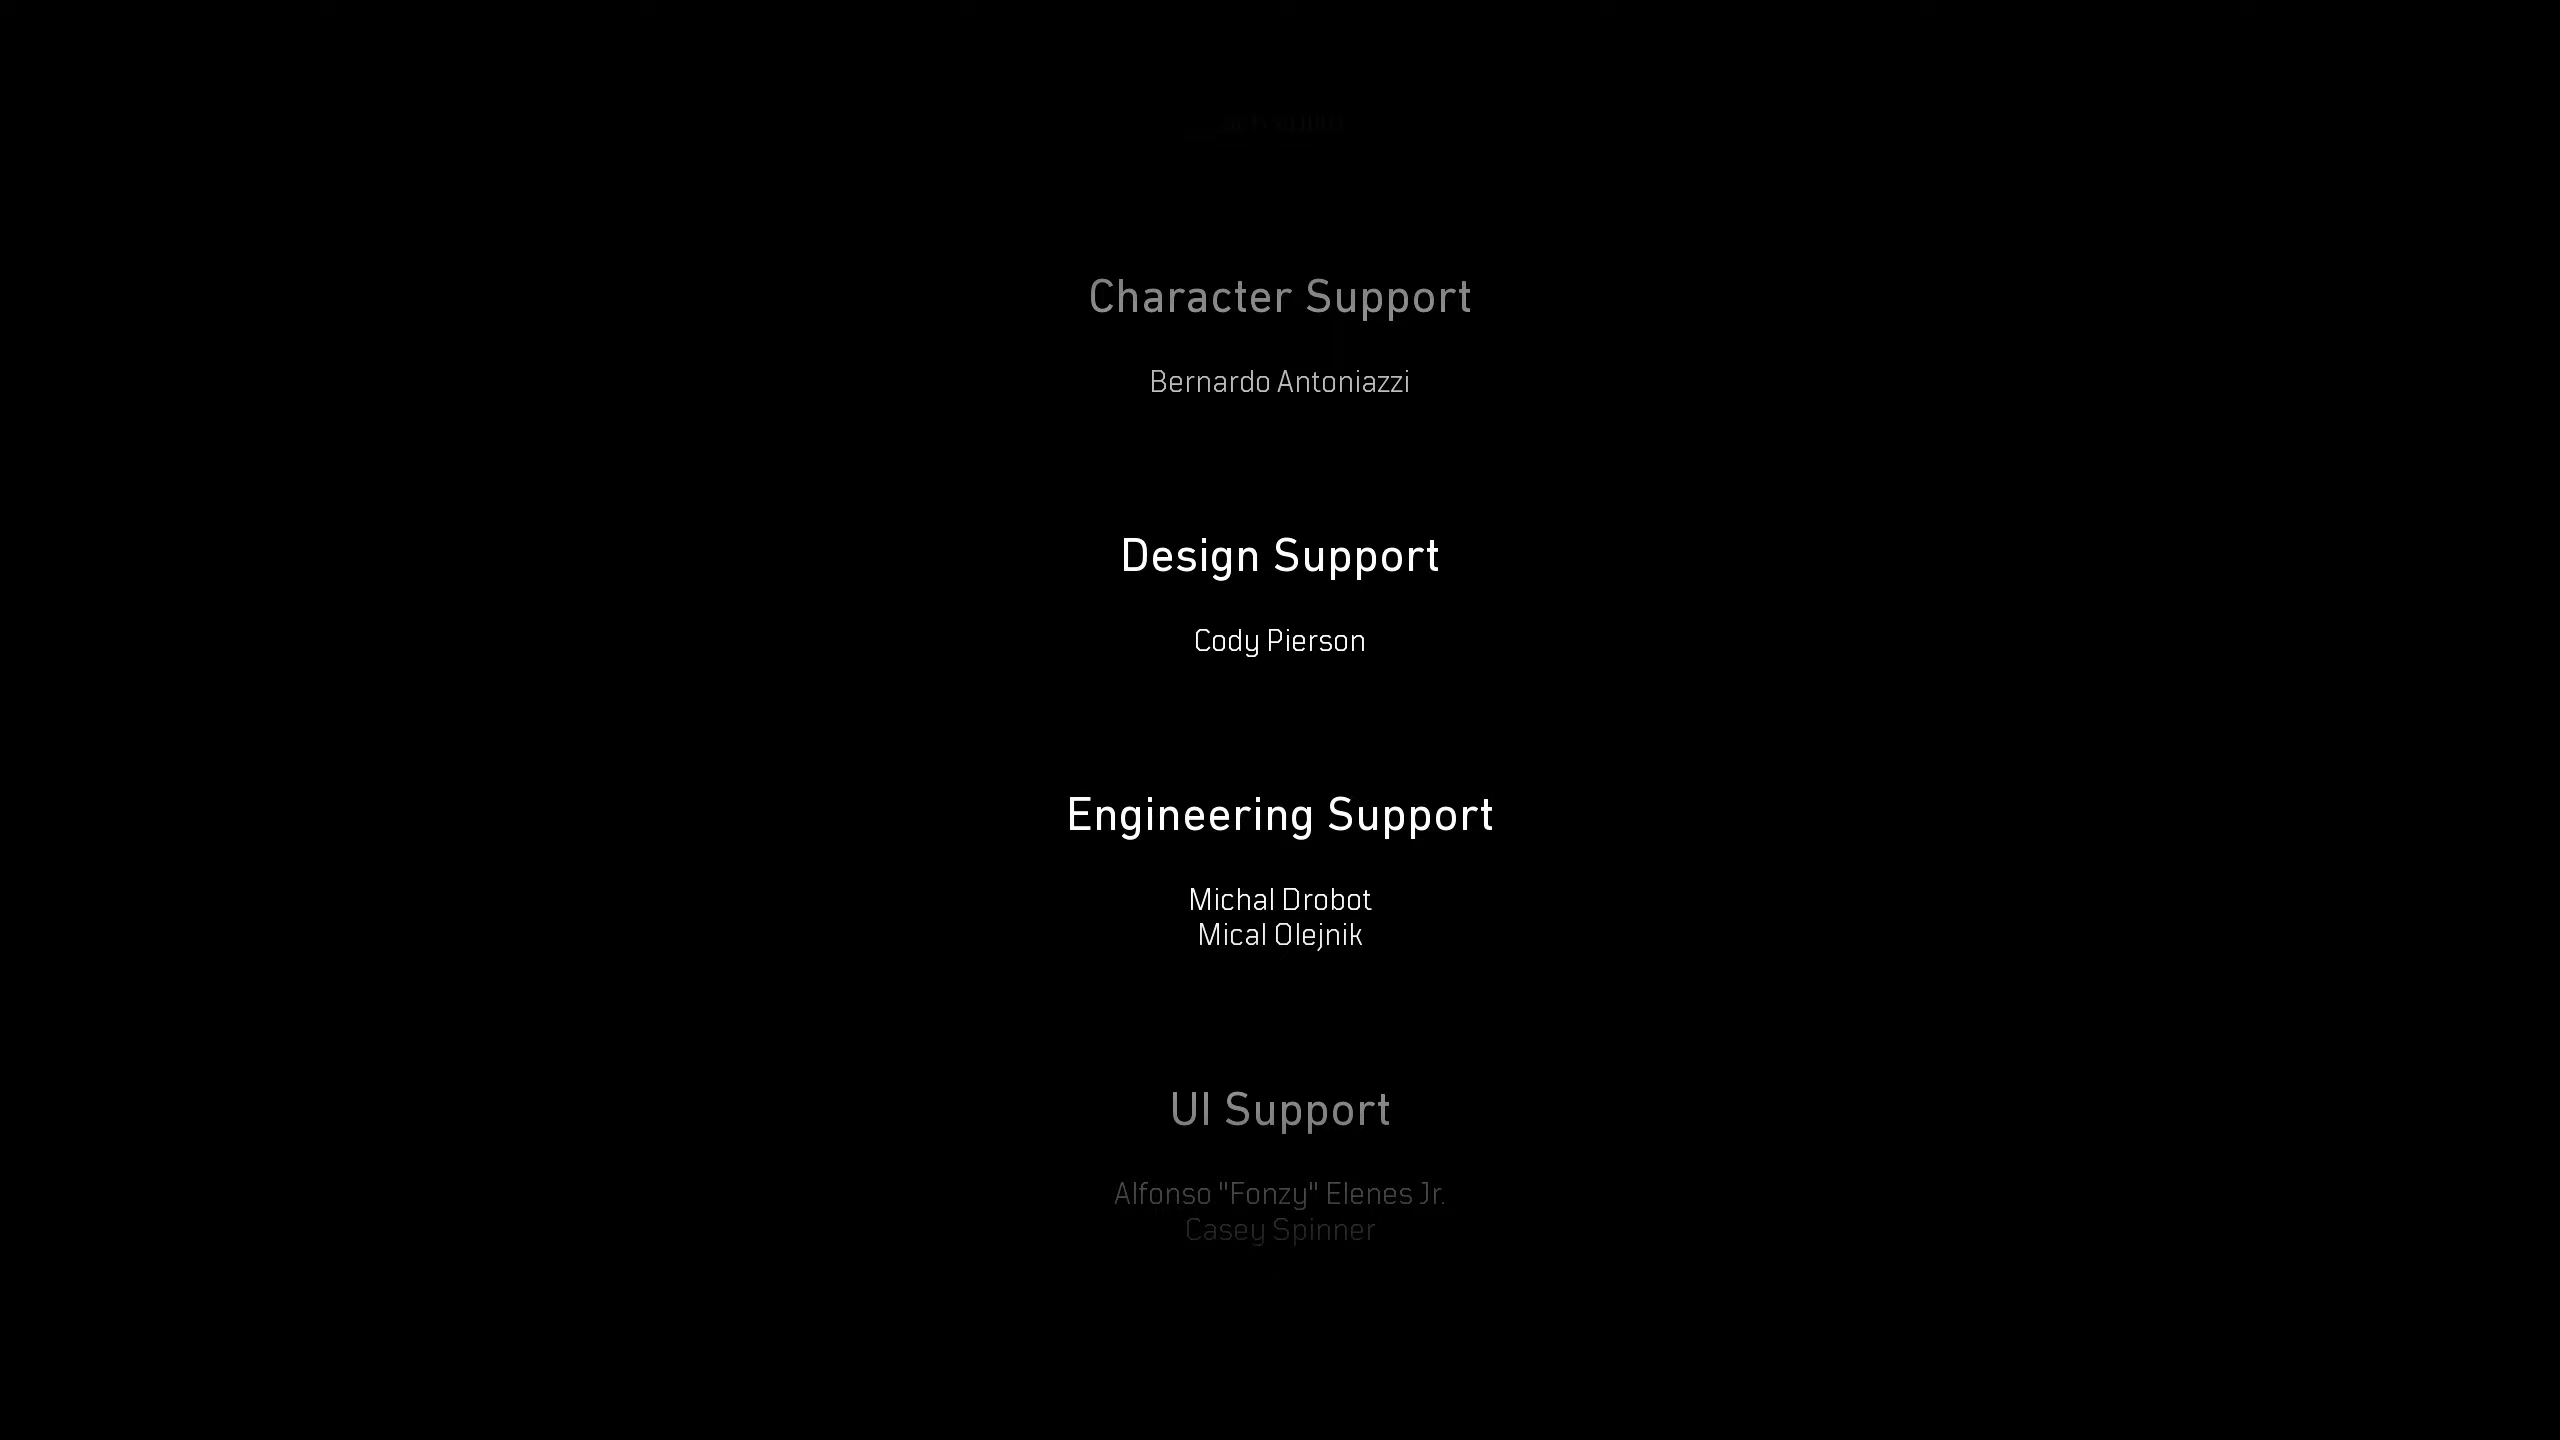 Character Support
Bernardo Antoniazzi
Design Support
Cody Pierson
Engineering Support
Michal Drobot
Mical Olejnik
UI Support
Alfonso "Fonzy" Elenes Jr.
Casey Spinner